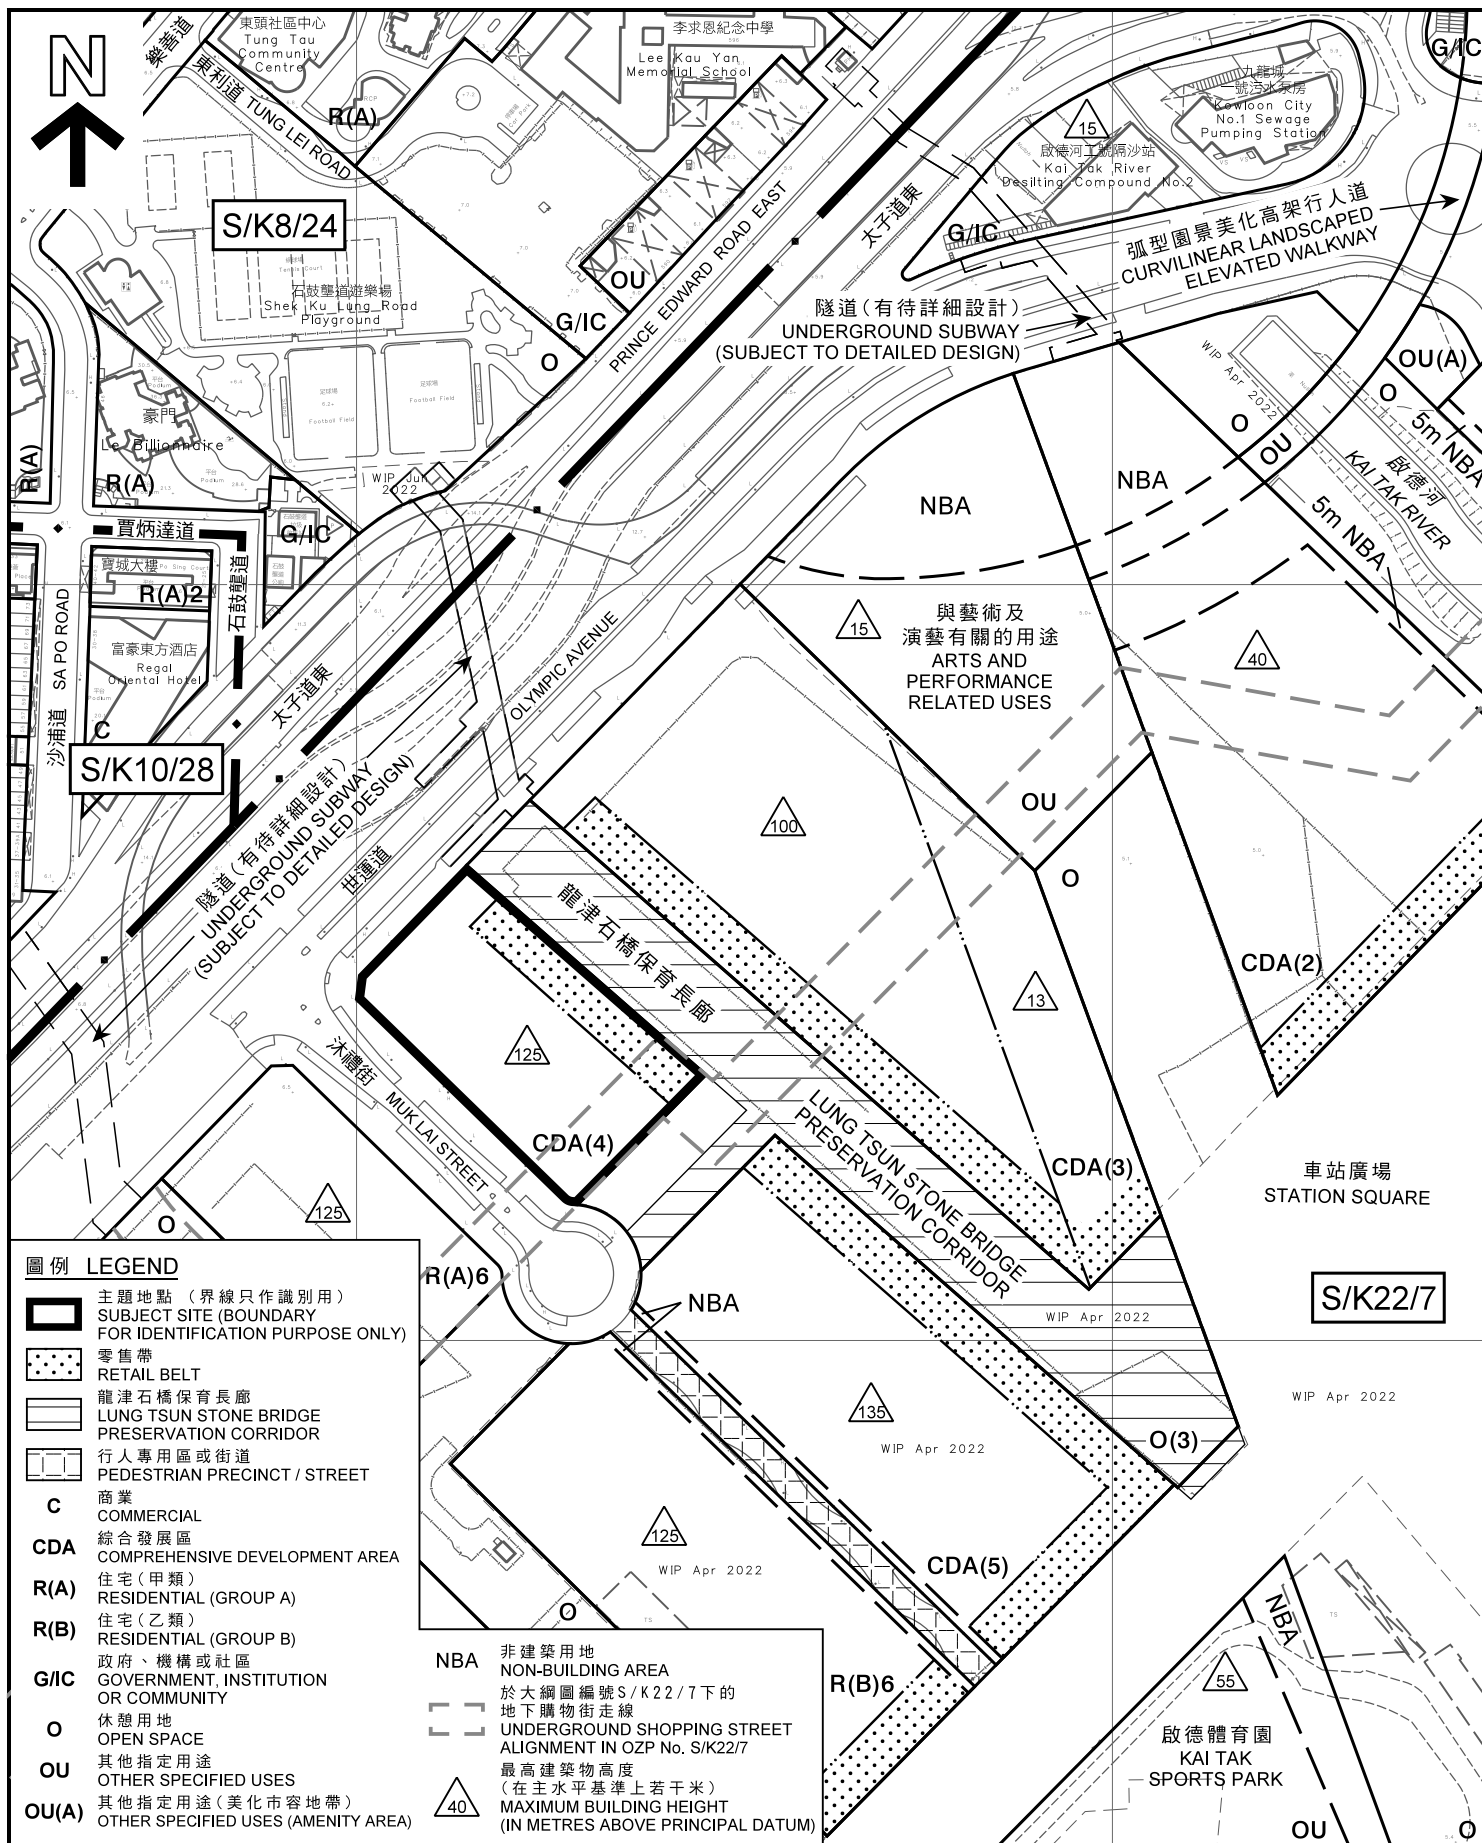 N
樂善道
東頭社區中心
Tung Tau
Community
Centre
東利道 TUNG LEI ROAD
R(A)
李求恩紀念中學
Lee Kau Yan
Memorial School
S/K8/24
石鼓壟道遊樂場
Shek Ku Lung Road
Playground
Tennis Court
足球場
Football Field
足球場
Football Field
OU
G/IC
O
PRINCE EDWARD ROAD EAST
太子道東
G/IC
九龍城
一號污水泵房
Kowloon City
No.1 Sewage
Pumping Station
15
啟德河二號隔沙站
Kai Tak River
Desilting Compound No.2
G/IC
弧型園景美化高架行人道
CURVILINEAR LANDSCAPED
ELEVATED WALKWAY
隧道(有待詳細設計)
UNDERGROUND SUBWAY
(SUBJECT TO DETAILED DESIGN)
WIP Apr 2022
OU(A)
O
O
OU
5m NBA
啟德河
KAI TAK RIVER
5m NBA
NBA
NBA
豪門
Le Billionnaire
R(A)
R(A)
WIP Jun
2022
G/IC
賈炳達道
石鼓壟道
寶城大樓
Po Sing Court
R(A)2
富豪東方酒店
Regal
Oriental Hotel
沙浦道 SA PO ROAD
C
S/K10/28
太子道東
OLYMPIC AVENUE
世運道
隧道(有待詳細設計)
UNDERGROUND SUBWAY
(SUBJECT TO DETAILED DESIGN)
15
與藝術及
演藝有關的用途
ARTS AND
PERFORMANCE
RELATED USES
40
OU
100
O
龍津石橋保育長廊
13
CDA(2)
125
沐禮街 MUK LAI STREET
CDA(4)
LUNG TSUN STONE BRIDGE
PRESERVATION CORRIDOR
CDA(3)
車站廣場
STATION SQUARE
125
O
R(A)6
NBA
WIP Apr 2022
S/K22/7
WIP Apr 2022
135
WIP Apr 2022
O(3)
125
WIP Apr 2022
CDA(5)
O
R(B)6
NBA
55
啟德體育園
KAI TAK
SPORTS PARK
OU
O
圖例 LEGEND
主題地點 (界線只作識別用)
SUBJECT SITE (BOUNDARY
FOR IDENTIFICATION PURPOSE ONLY)
零售帶
RETAIL BELT
龍津石橋保育長廊
LUNG TSUN STONE BRIDGE
PRESERVATION CORRIDOR
行人專用區或街道
PEDESTRIAN PRECINCT / STREET
C
商業
COMMERCIAL
CDA
綜合發展區
COMPREHENSIVE DEVELOPMENT AREA
R(A)
住宅(甲類)
RESIDENTIAL (GROUP A)
R(B)
住宅(乙類)
RESIDENTIAL (GROUP B)
G/IC
政府、機構或社區
GOVERNMENT, INSTITUTION
OR COMMUNITY
O
休憩用地
OPEN SPACE
OU
其他指定用途
OTHER SPECIFIED USES
OU(A)
其他指定用途(美化市容地帶)
OTHER SPECIFIED USES (AMENITY AREA)
NBA
非建築用地
NON-BUILDING AREA
於大綱圖編號S/K22/7下的
地下購物街走線
UNDERGROUND SHOPPING STREET
ALIGNMENT IN OZP No. S/K22/7
40
最高建築物高度
(在主水平基準上若干米)
MAXIMUM BUILDING HEIGHT
(IN METRES ABOVE PRINCIPAL DATUM)